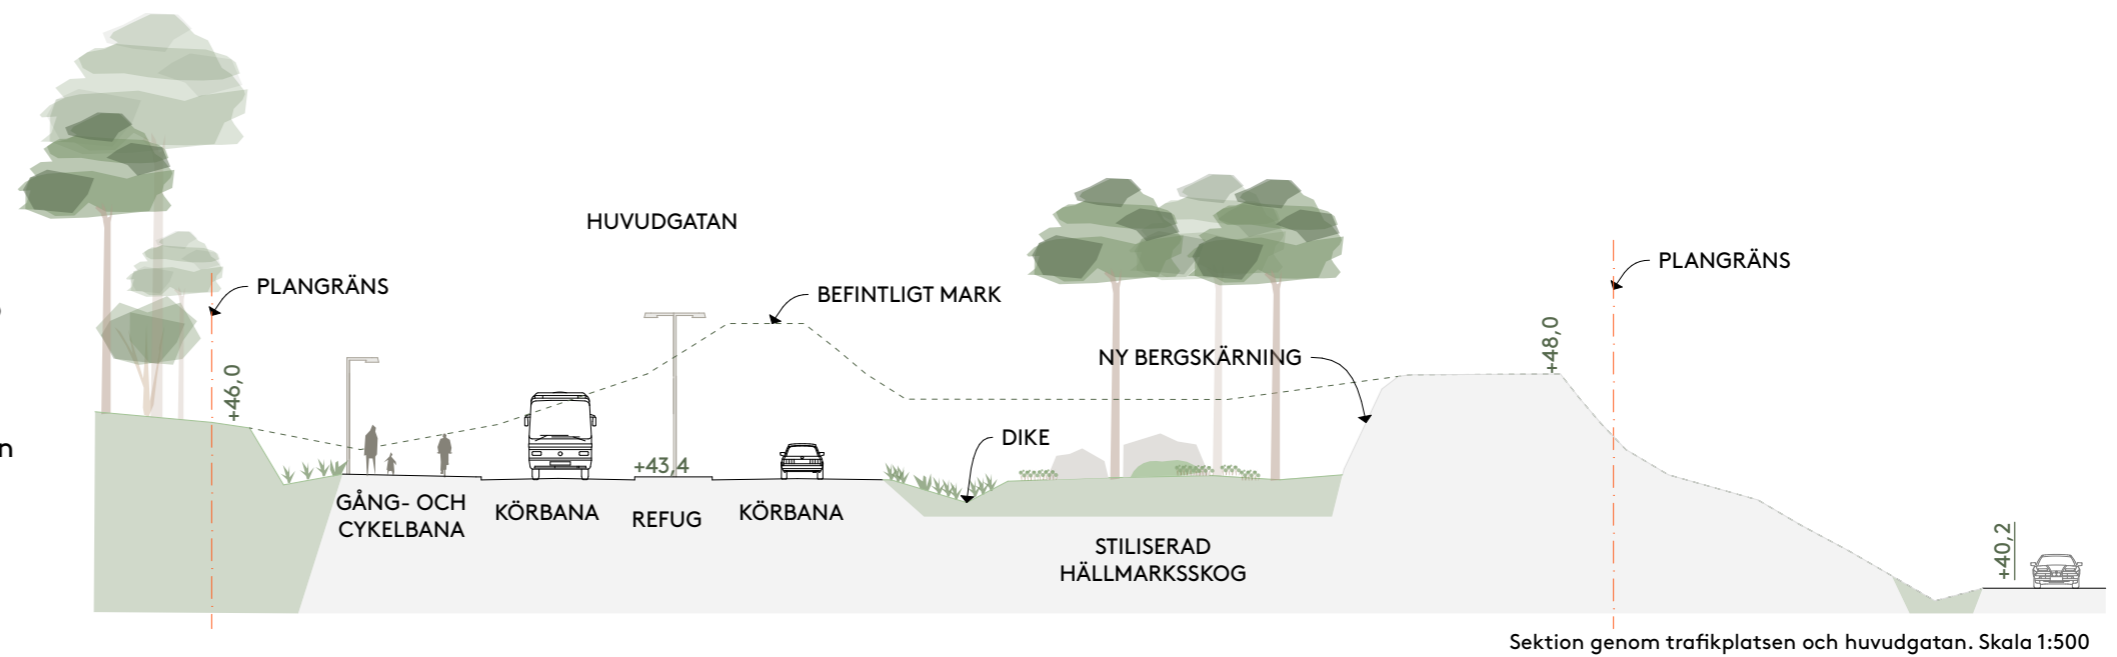 HUVUDGATAN
PLANGRÄNS
PLANGRÄNS
BEFINTLIGT MARK
+48,0
NY BERGSKÄRNING
+46,0
DIKE
n
+43,4
GÅNG- OCH
CYKELBANA
KÖRBANA
REFUG
KÖRBANA
STILISERAD
HÄLLMARKSSKOG
+40,2
Sektion genom trafikplatsen och huvudgatan. Skala 1:500